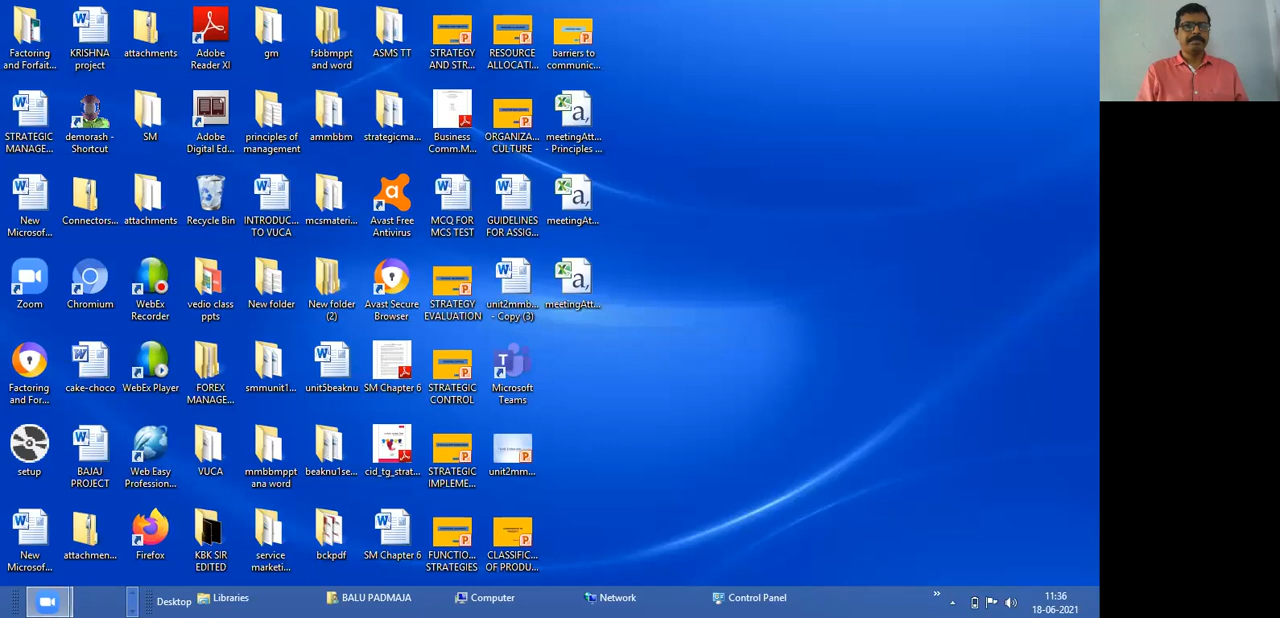 Factoring
and Forfait...
KRISHNA
project
attachments
Adobe
Reader XI
gm
fsbbmppt
and word
ASMS TT
STRATEGY
AND STR...
RESOURCE
ALLOCATI...
barriers to
communic...
STRATEGIC
MANAGE...
demorash -
Shortcut
SM
Adobe
Digital Ed...
principles of
management
ammbbm
strategicma...
Business
Comm.M...
ORGANIZA...
CULTURE
meetingAtt...
- Principles ...
New
Microsof...
Connectors...
attachments
Recycle Bin
INTRODUC...
TO VUCA
mcsmateri...
Avast Free
Antivirus
MCQ FOR
MCS TEST
GUIDELINES
FOR ASSIG...
meetingAt...
Zoom
Chromium
WebEx
Recorder
vedio class
ppts
New folder
New folder
(2)
Avast Secure
Browser
STRATEGY
EVALUATION
unit2mmb...
- Copy (3)
meetingAtt...
Factoring
and For...
cake-choco
WebEx Player
FOREX
MANAGE...
smmunit1...
unit5beaknu
SM Chapter 6
STRATEGIC
CONTROL
Microsoft
Teams
setup
BAJAJ
PROJECT
Web Easy
Profession...
VUCA
mmbbmppt
ana word
beaknu1se...
cid_tg_strat...
STRATEGIC
IMPLEME...
unit2mm...
New
Microsof...
attachmen...
Firefox
KBK SIR
EDITED
service
marketi...
bckpdf
SM Chapter 6
FUNCTIO...
STRATEGIES
CLASSIFIC...
OF PRODU...
Desktop
Libraries
BALU PADMAJA
Computer
Network
Control Panel
11:36
18-06-2021